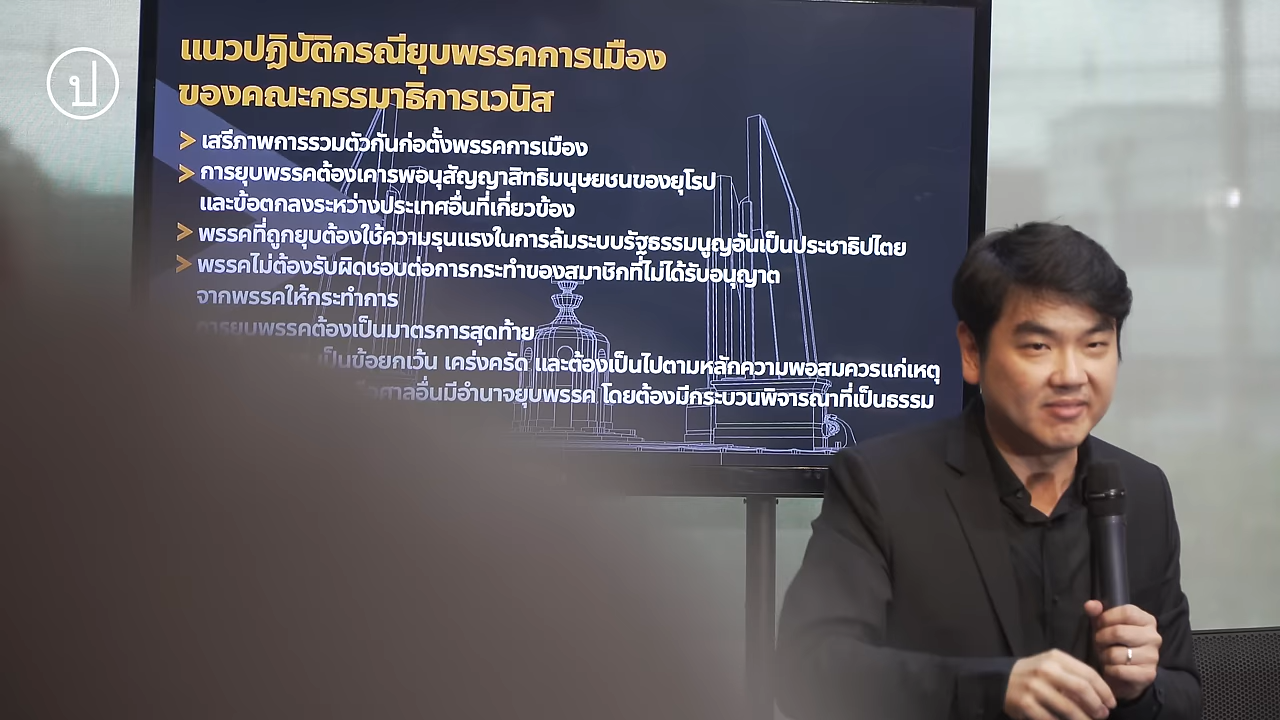 ป
แนวปฏิบัติกรณียุบพรรคการเมือง
ของคณะกรรมาธิการเวนิส
เสรีภาพการรวมตัวกันก่อตั้งพรรคการเมือง
การยุบพรรคต้องเคารพอนุสัญญาสิทธิมนุษยชนของยุโรป
และข้อตกลงระหว่างประเทศอื่นที่เกี่ยวข้อง
พรรคที่ถูกยุบต้องใช้ความรุนแรงในการล้มระบบรัฐธรรมนูญอันเป็นประชาธิปไตย
พรรคไม่ต้องรับผิดชอบต่อการกระทำของสมาชิกที่ไม่ได้รับอนุญาต
จากพรรคให้กระทำการ
การยุบพรรคต้องเป็นมาตรการสุดท้าย
เป็นข้อยกเว้น เคร่งครัด และต้องเป็นไปตามหลักความพอสมควรแก่เหตุ
ศาลอื่นมีอำนาจยุบพรรค โดยต้องมีกระบวนพิจารณาที่เป็นธรรม